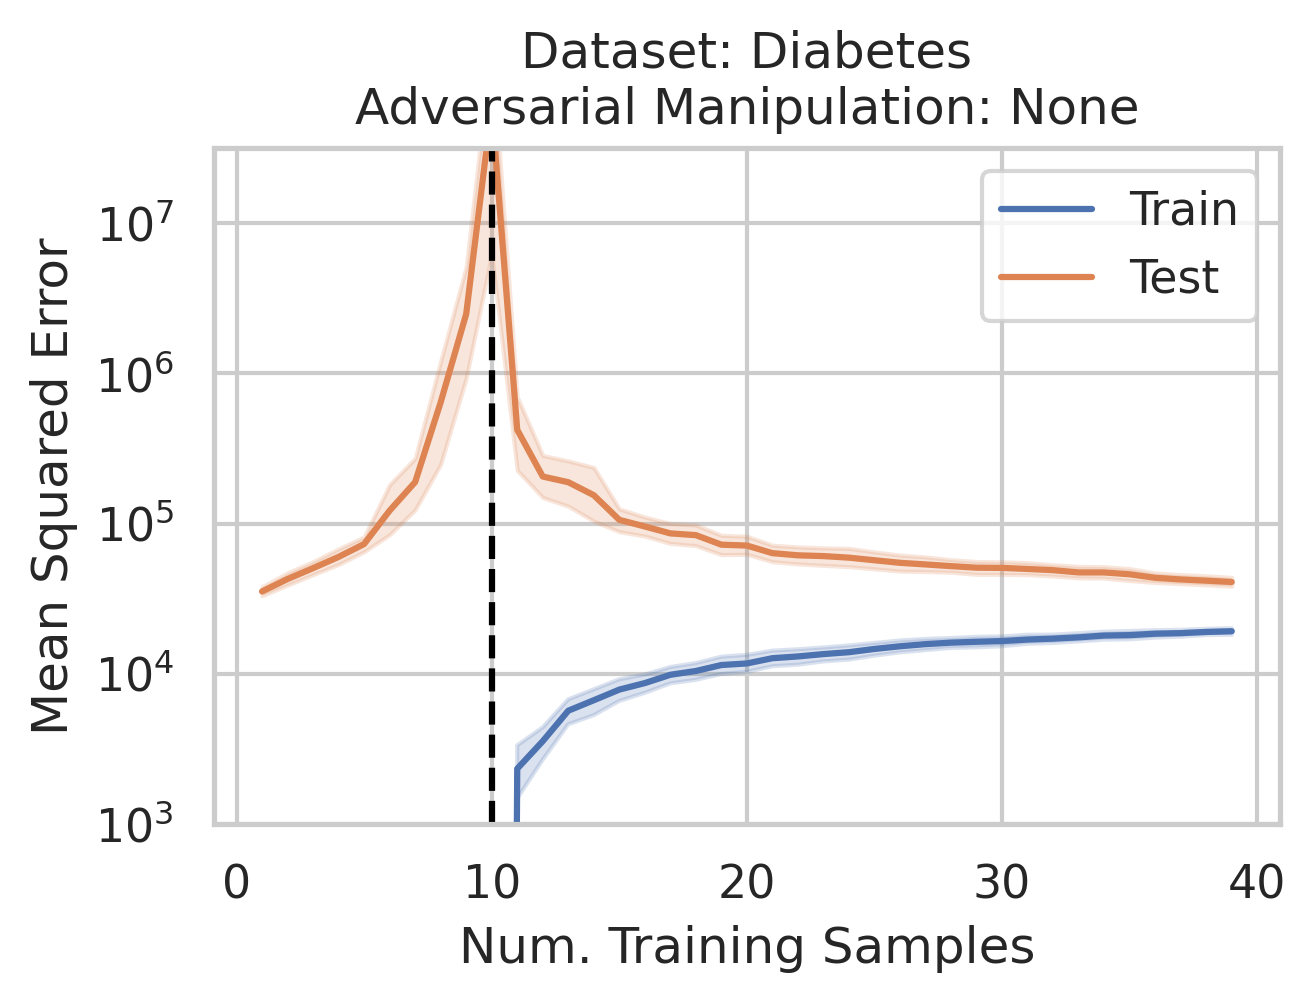 Dataset: Diabetes
Adversarial Manipulation: None
Mean Squared Error
10⁷
10⁶
10⁵
10⁴
10³
Train
Test
0 10 20 30 40
Num. Training Samples